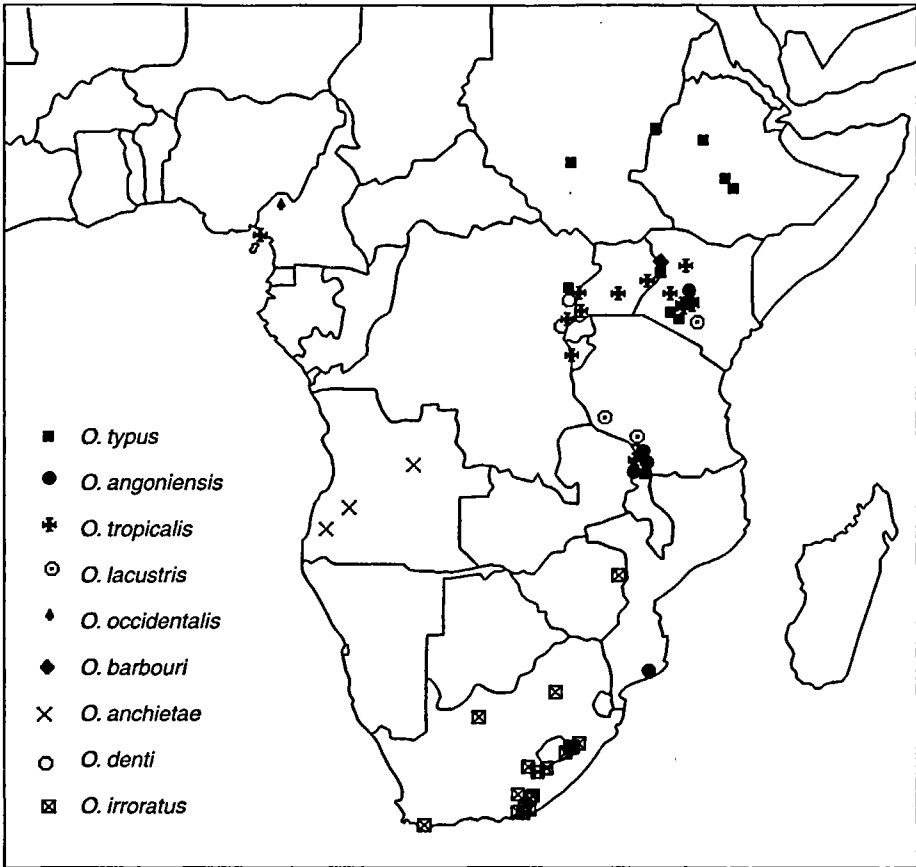 O. typus
O. angoniensis
O. tropicalis
O. lacustris
O. occidentalis
O. barbouri
O. anchietae
O. denti
O. irroratus